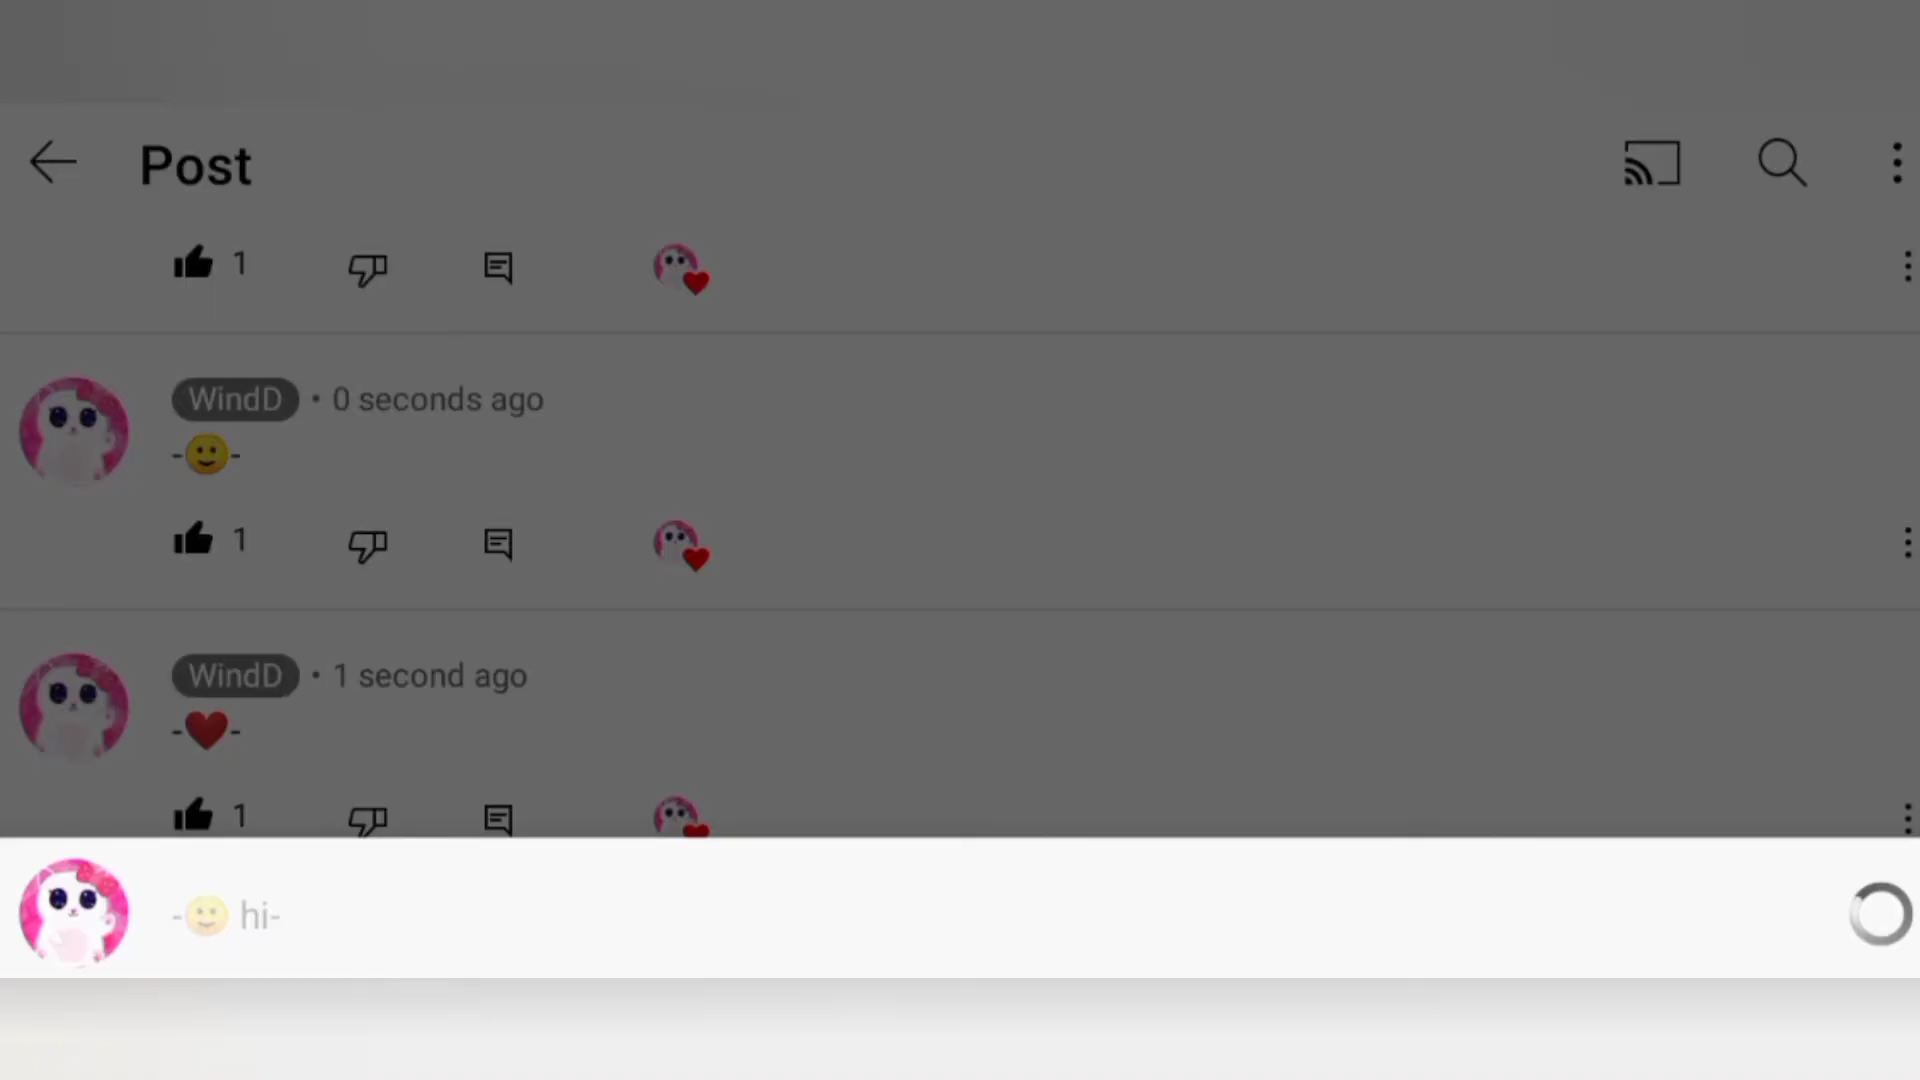 Post
1
WindD • 0 seconds ago
-🙂-
1
WindD • 1 second ago
-❤️-
1
-🙂 hi-